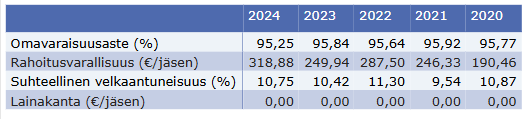 2024 2023 2022 2021 2020
Omavaraisuusaste (%) 95,25 95,84 95,64 95,92 95,77
Rahoitusvarallisuus (€/jäsen) 318,88 249,94 287,50 246,33 190,46
Suhteellinen velkaantuneisuus (%) 10,75 10,42 11,30 9,54 10,87
Lainakanta (€/jäsen) 0,00 0,00 0,00 0,00 0,00